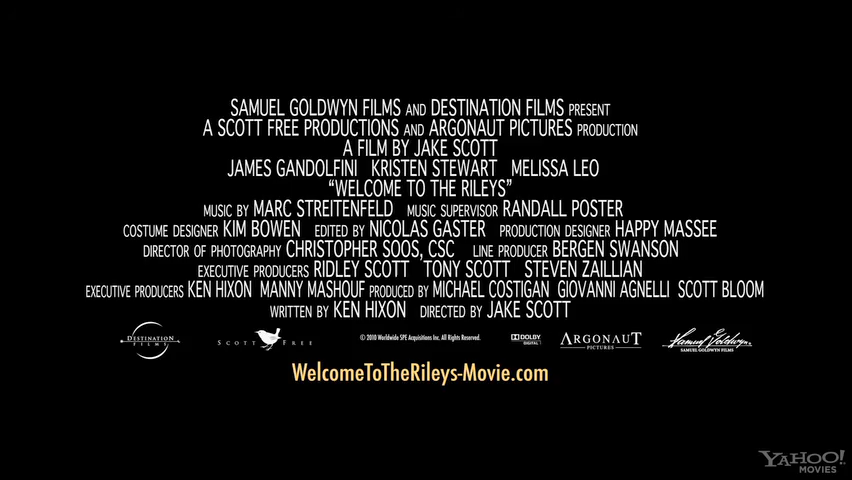 SAMUEL GOLDWYN FILMS AND DESTINATION FILMS PRESENT
A SCOTT FREE PRODUCTIONS AND ARGONAUT PICTURES PRODUCTION
A FILM BY JAKE SCOTT
JAMES GANDOLFINI KRISTEN STEWART MELISSA LEO
“WELCOME TO THE RILEYS”
MUSIC BY MARC STREITENFELD MUSIC SUPERVISOR RANDALL POSTER
COSTUME DESIGNER KIM BOWEN EDITED BY NICOLAS GASTER PRODUCTION DESIGNER HAPPY MASSEE
DIRECTOR OF PHOTOGRAPHY CHRISTOPHER SOOS, CSC LINE PRODUCER BERGEN SWANSON
EXECUTIVE PRODUCERS RIDLEY SCOTT TONY SCOTT STEVEN ZAILLIAN
EXECUTIVE PRODUCERS KEN HIXON MANNY MASHOUF PRODUCED BY MICHAEL COSTIGAN GIOVANNI AGNELLI SCOTT BLOOM
WRITTEN BY KEN HIXON DIRECTED BY JAKE SCOTT
DESTINATION
FILMS
SCOTT FREE
© 2010 Worldwide SPE Acquisitions Inc. All Rights Reserved.
DOLBY
DIGITAL
ARGONAUT
PICTURES
Samuel Goldwyn
SAMUEL GOLDWYN FILMS
WelcomeToTheRileys-Movie.com
YAHOO!
MOVIES